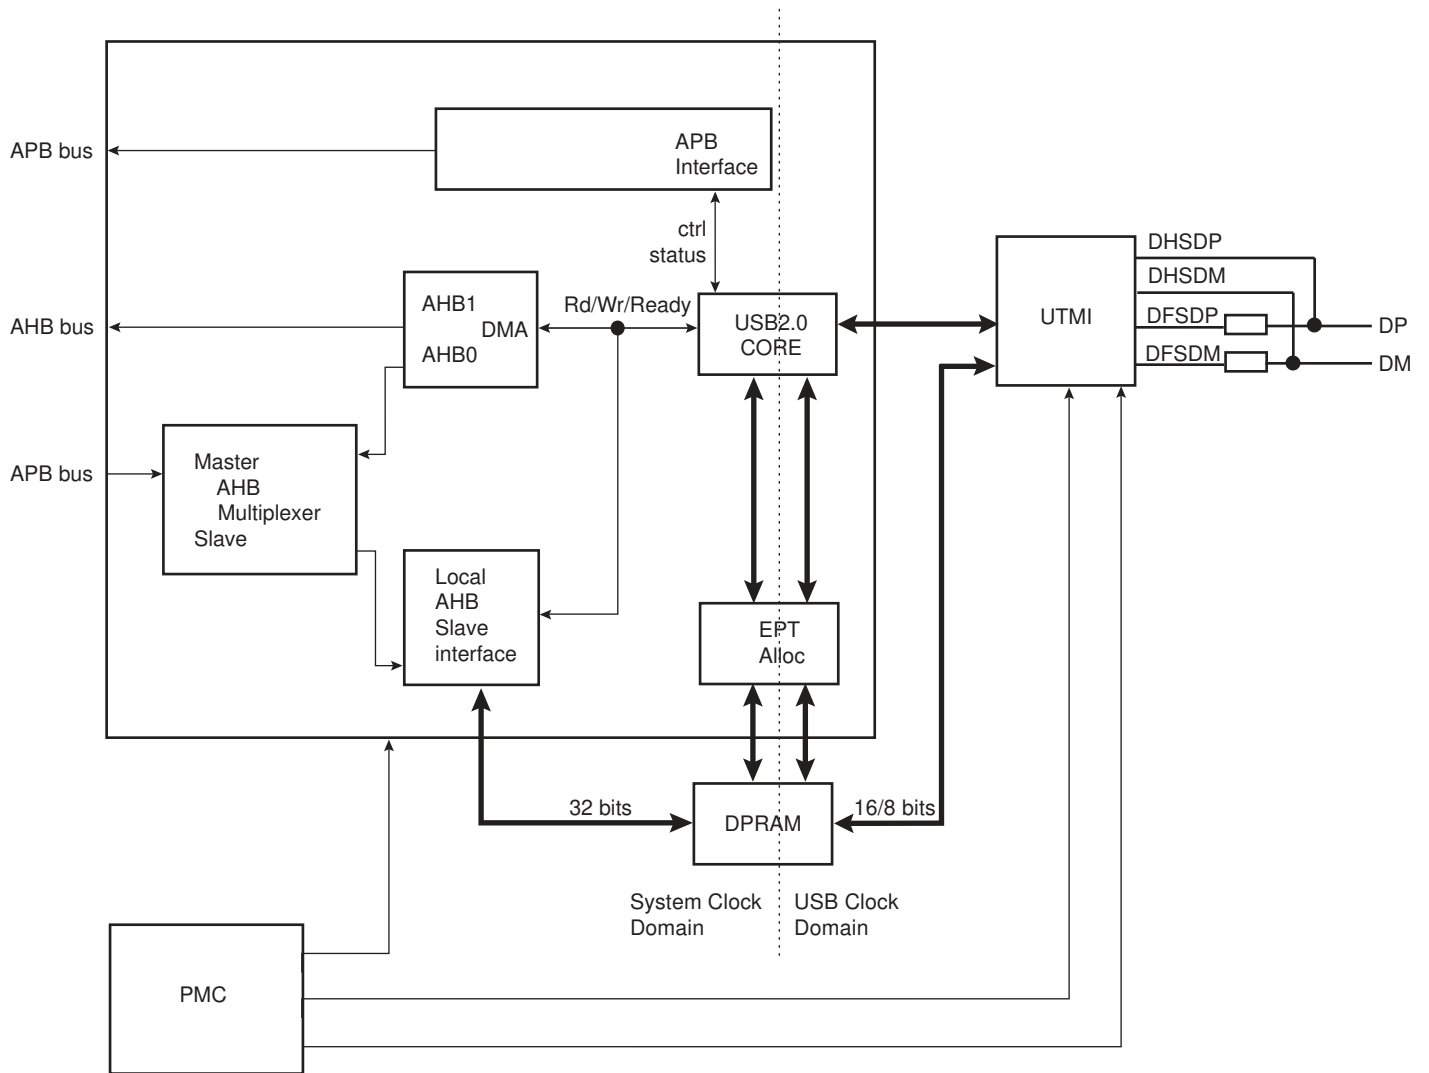 APB bus
APB
Interface
ctrl
status
AHB bus
AHB1
DMA
AHB0
Rd/Wr/Ready
USB2.0
CORE
UTMI
DHSDP
DHSDM
DFSDP
DFSDM
DP
DM
APB bus
Master
AHB
Multiplexer
Slave
Local
AHB
Slave
interface
EPT
Alloc
32 bits
DPRAM
16/8 bits
System Clock
Domain
USB Clock
Domain
PMC